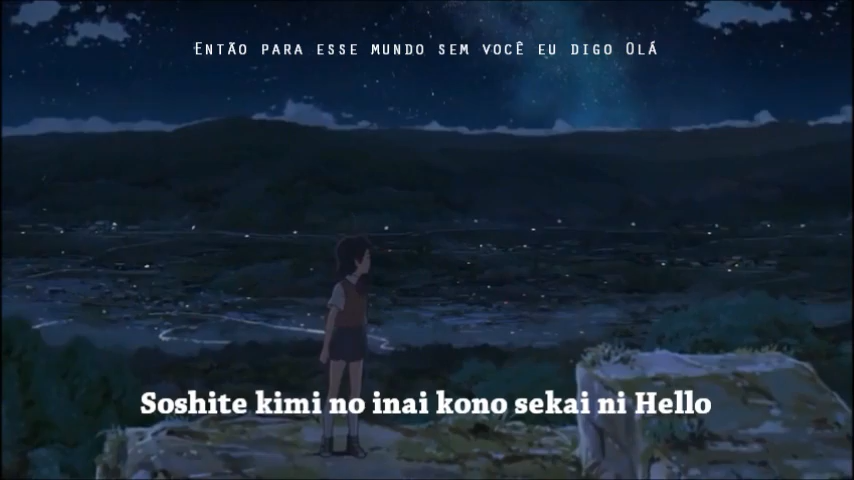 Então para esse mundo sem você eu digo Olá
Soshite kimi no inai kono sekai ni Hello